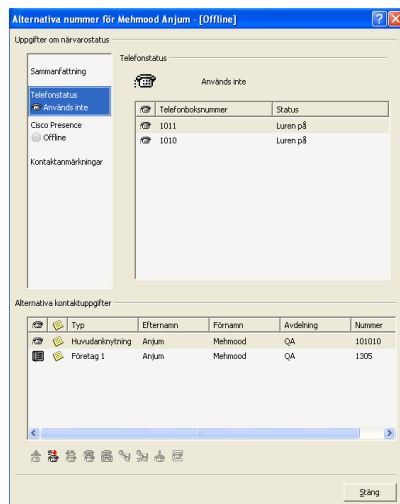 Alternativa nummer för Mehmood Anjum - [Offline]
Uppgifter om närvarostatus
Sammanfattning
Telefonstatus
Används inte
Cisco Presence
Offline
Kontaktanmärkningar
Telefonstatus
Används inte
Telefonboksnummer Status
1011 Luren på
1010 Luren på
Alternativa kontaktuppgifter
Typ Efternamn Förnamn Avdelning Nummer
Huvudanknytning Anjum Mehmood QA 101010
Företag 1 Anjum Mehmood QA 1305
Stäng